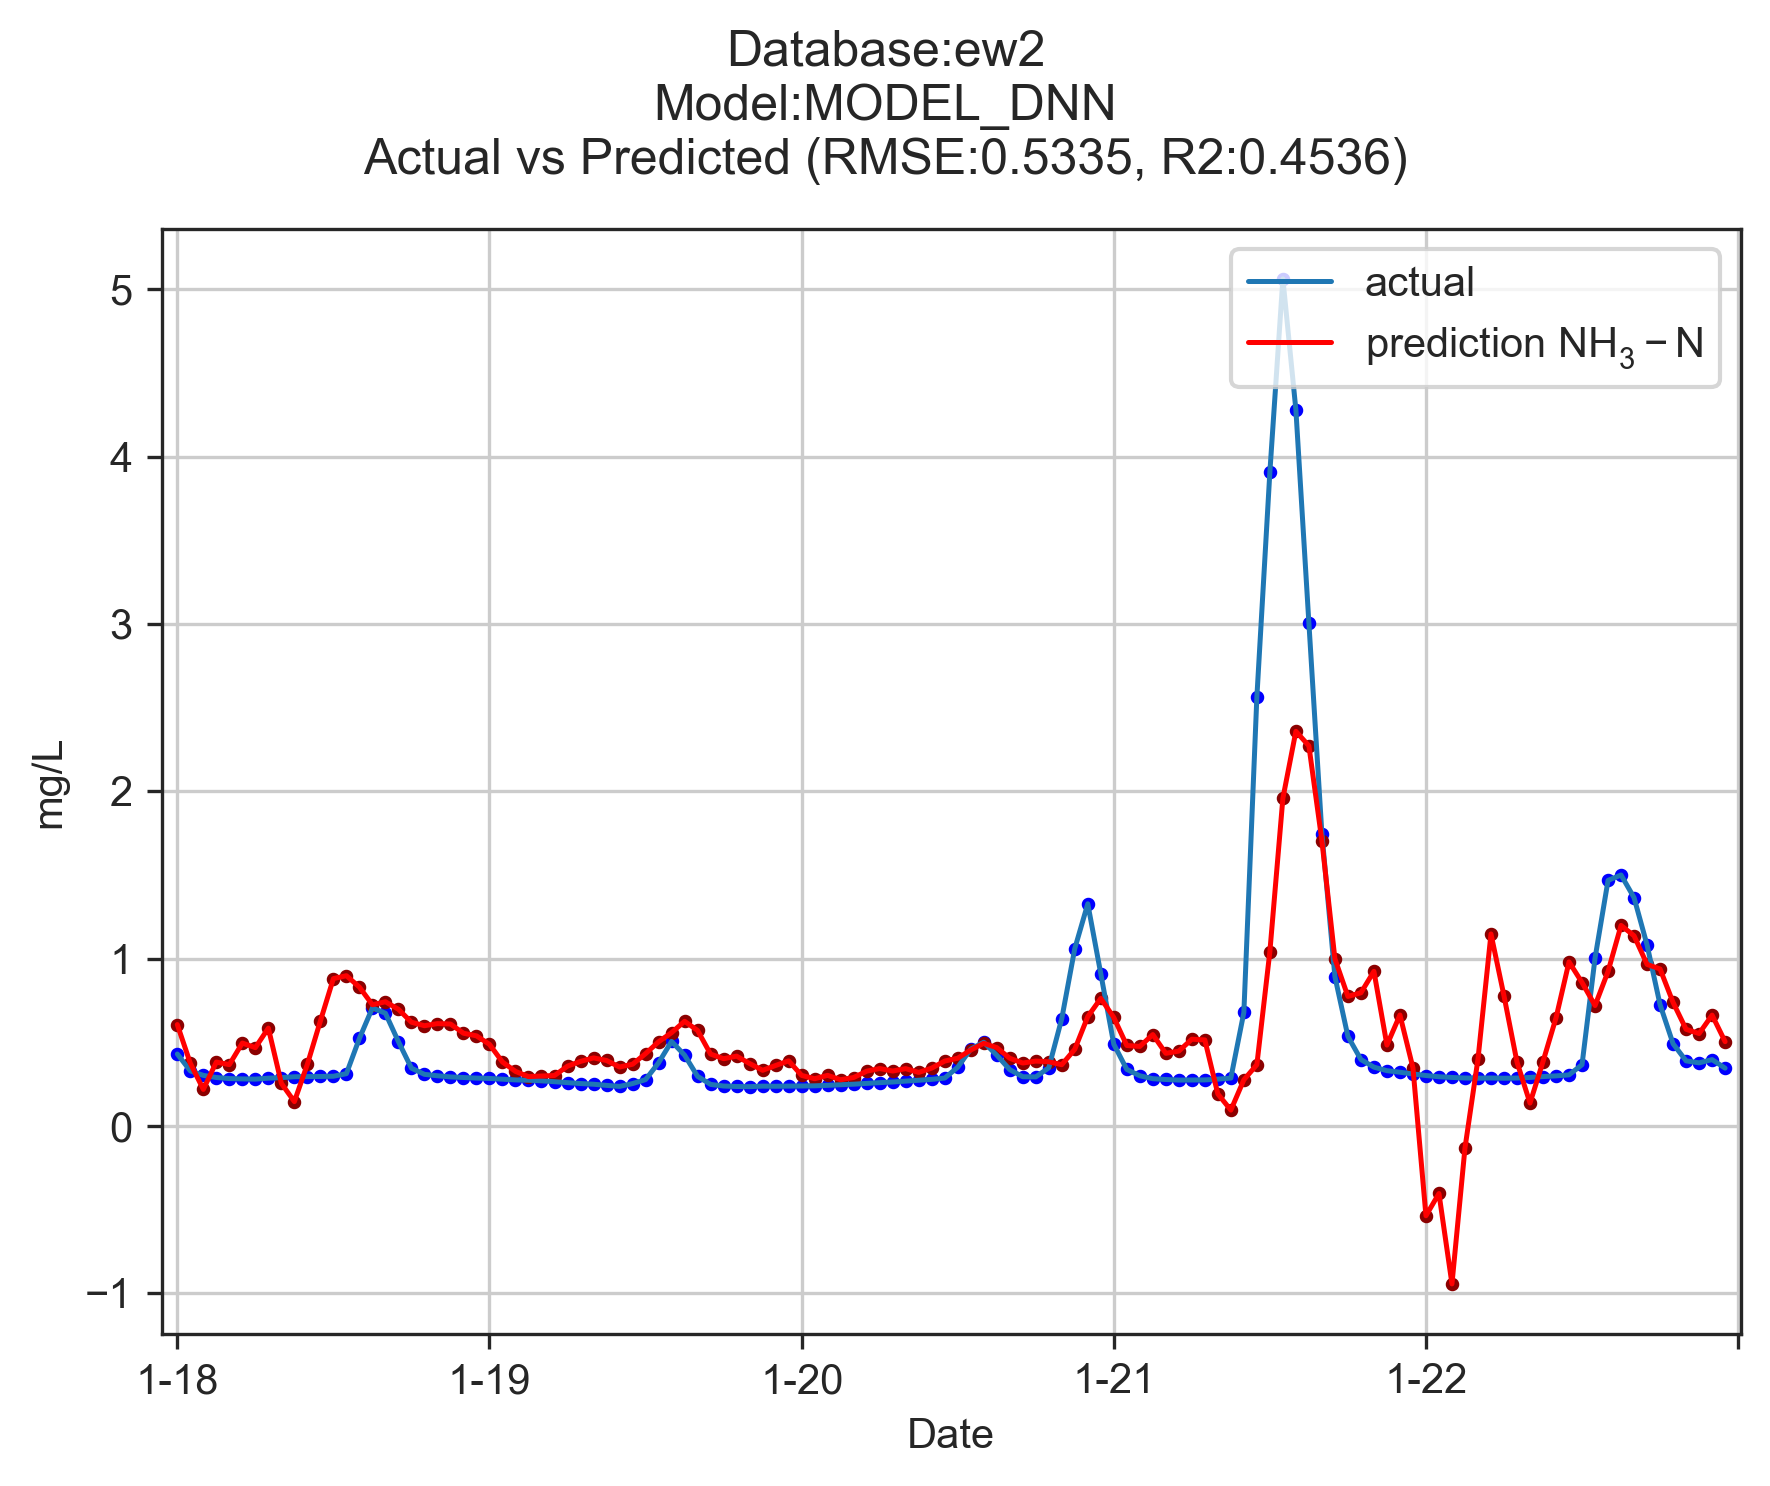 Database:ew2
Model:MODEL_DNN
Actual vs Predicted (RMSE:0.5335, R2:0.4536)
actual
prediction NH₃ − N
5
4
3
2
1
0
−1
mg/L
1-18 1-19 1-20 1-21 1-22
Date